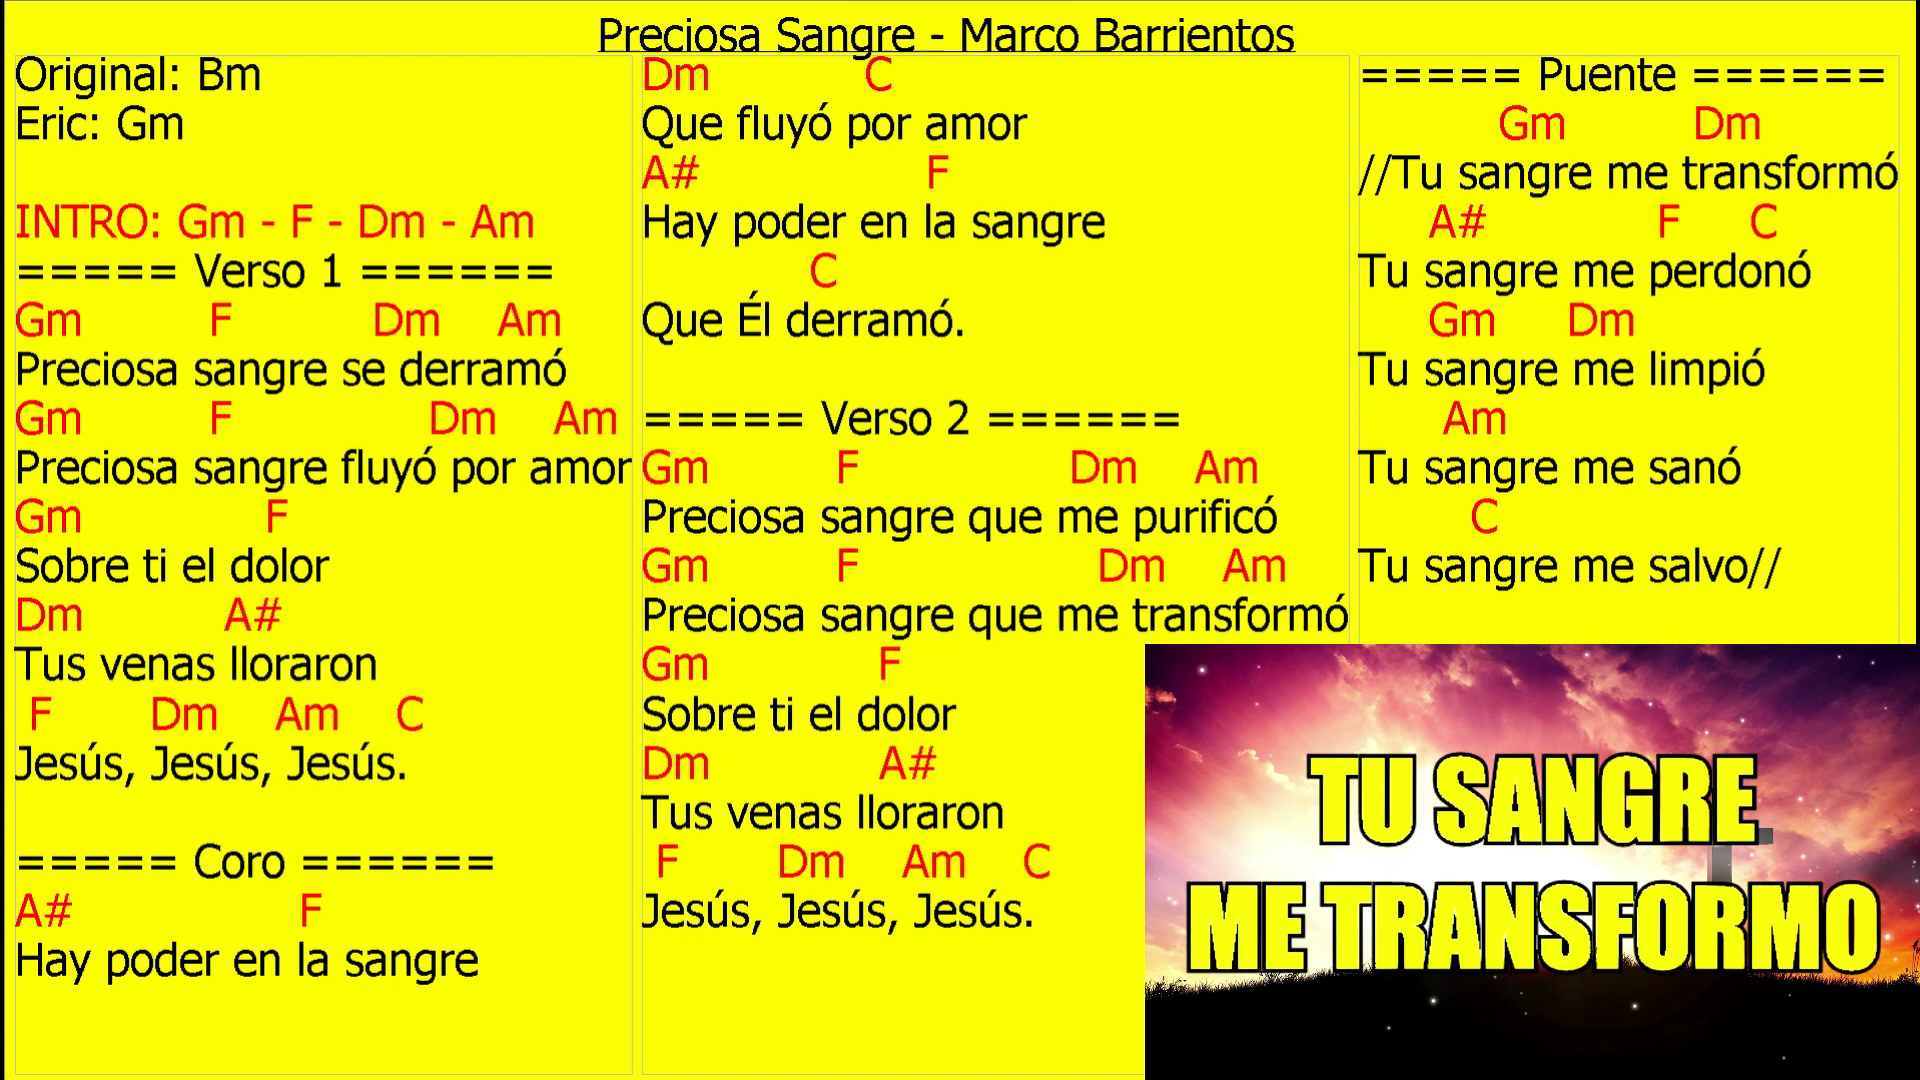 Preciosa Sangre - Marco Barrientos
Original: Bm
Eric: Gm
INTRO: Gm - F - Dm - Am
===== Verso 1 ======
Gm F Dm Am
Preciosa sangre se derramó
Gm F Dm Am
Preciosa sangre fluyó por amor
Gm F
Sobre ti el dolor
Dm A#
Tus venas lloraron
F Dm Am C
Jesús, Jesús, Jesús.
===== Coro ======
A# F
Hay poder en la sangre
Dm C
Que fluyó por amor
A# F
Hay poder en la sangre
C
Que Él derramó.
===== Verso 2 ======
Gm F Dm Am
Preciosa sangre que me purificó
Gm F Dm Am
Preciosa sangre que me transformó
Gm F
Sobre ti el dolor
Dm A#
Tus venas lloraron
F Dm Am C
Jesús, Jesús, Jesús.
===== Puente ======
Gm Dm
//Tu sangre me transformó
A# F C
Tu sangre me perdonó
Gm Dm
Tu sangre me limpió
Am
Tu sangre me sanó
C
Tu sangre me salvo//
TU SANGRE
ME TRANSFORMO